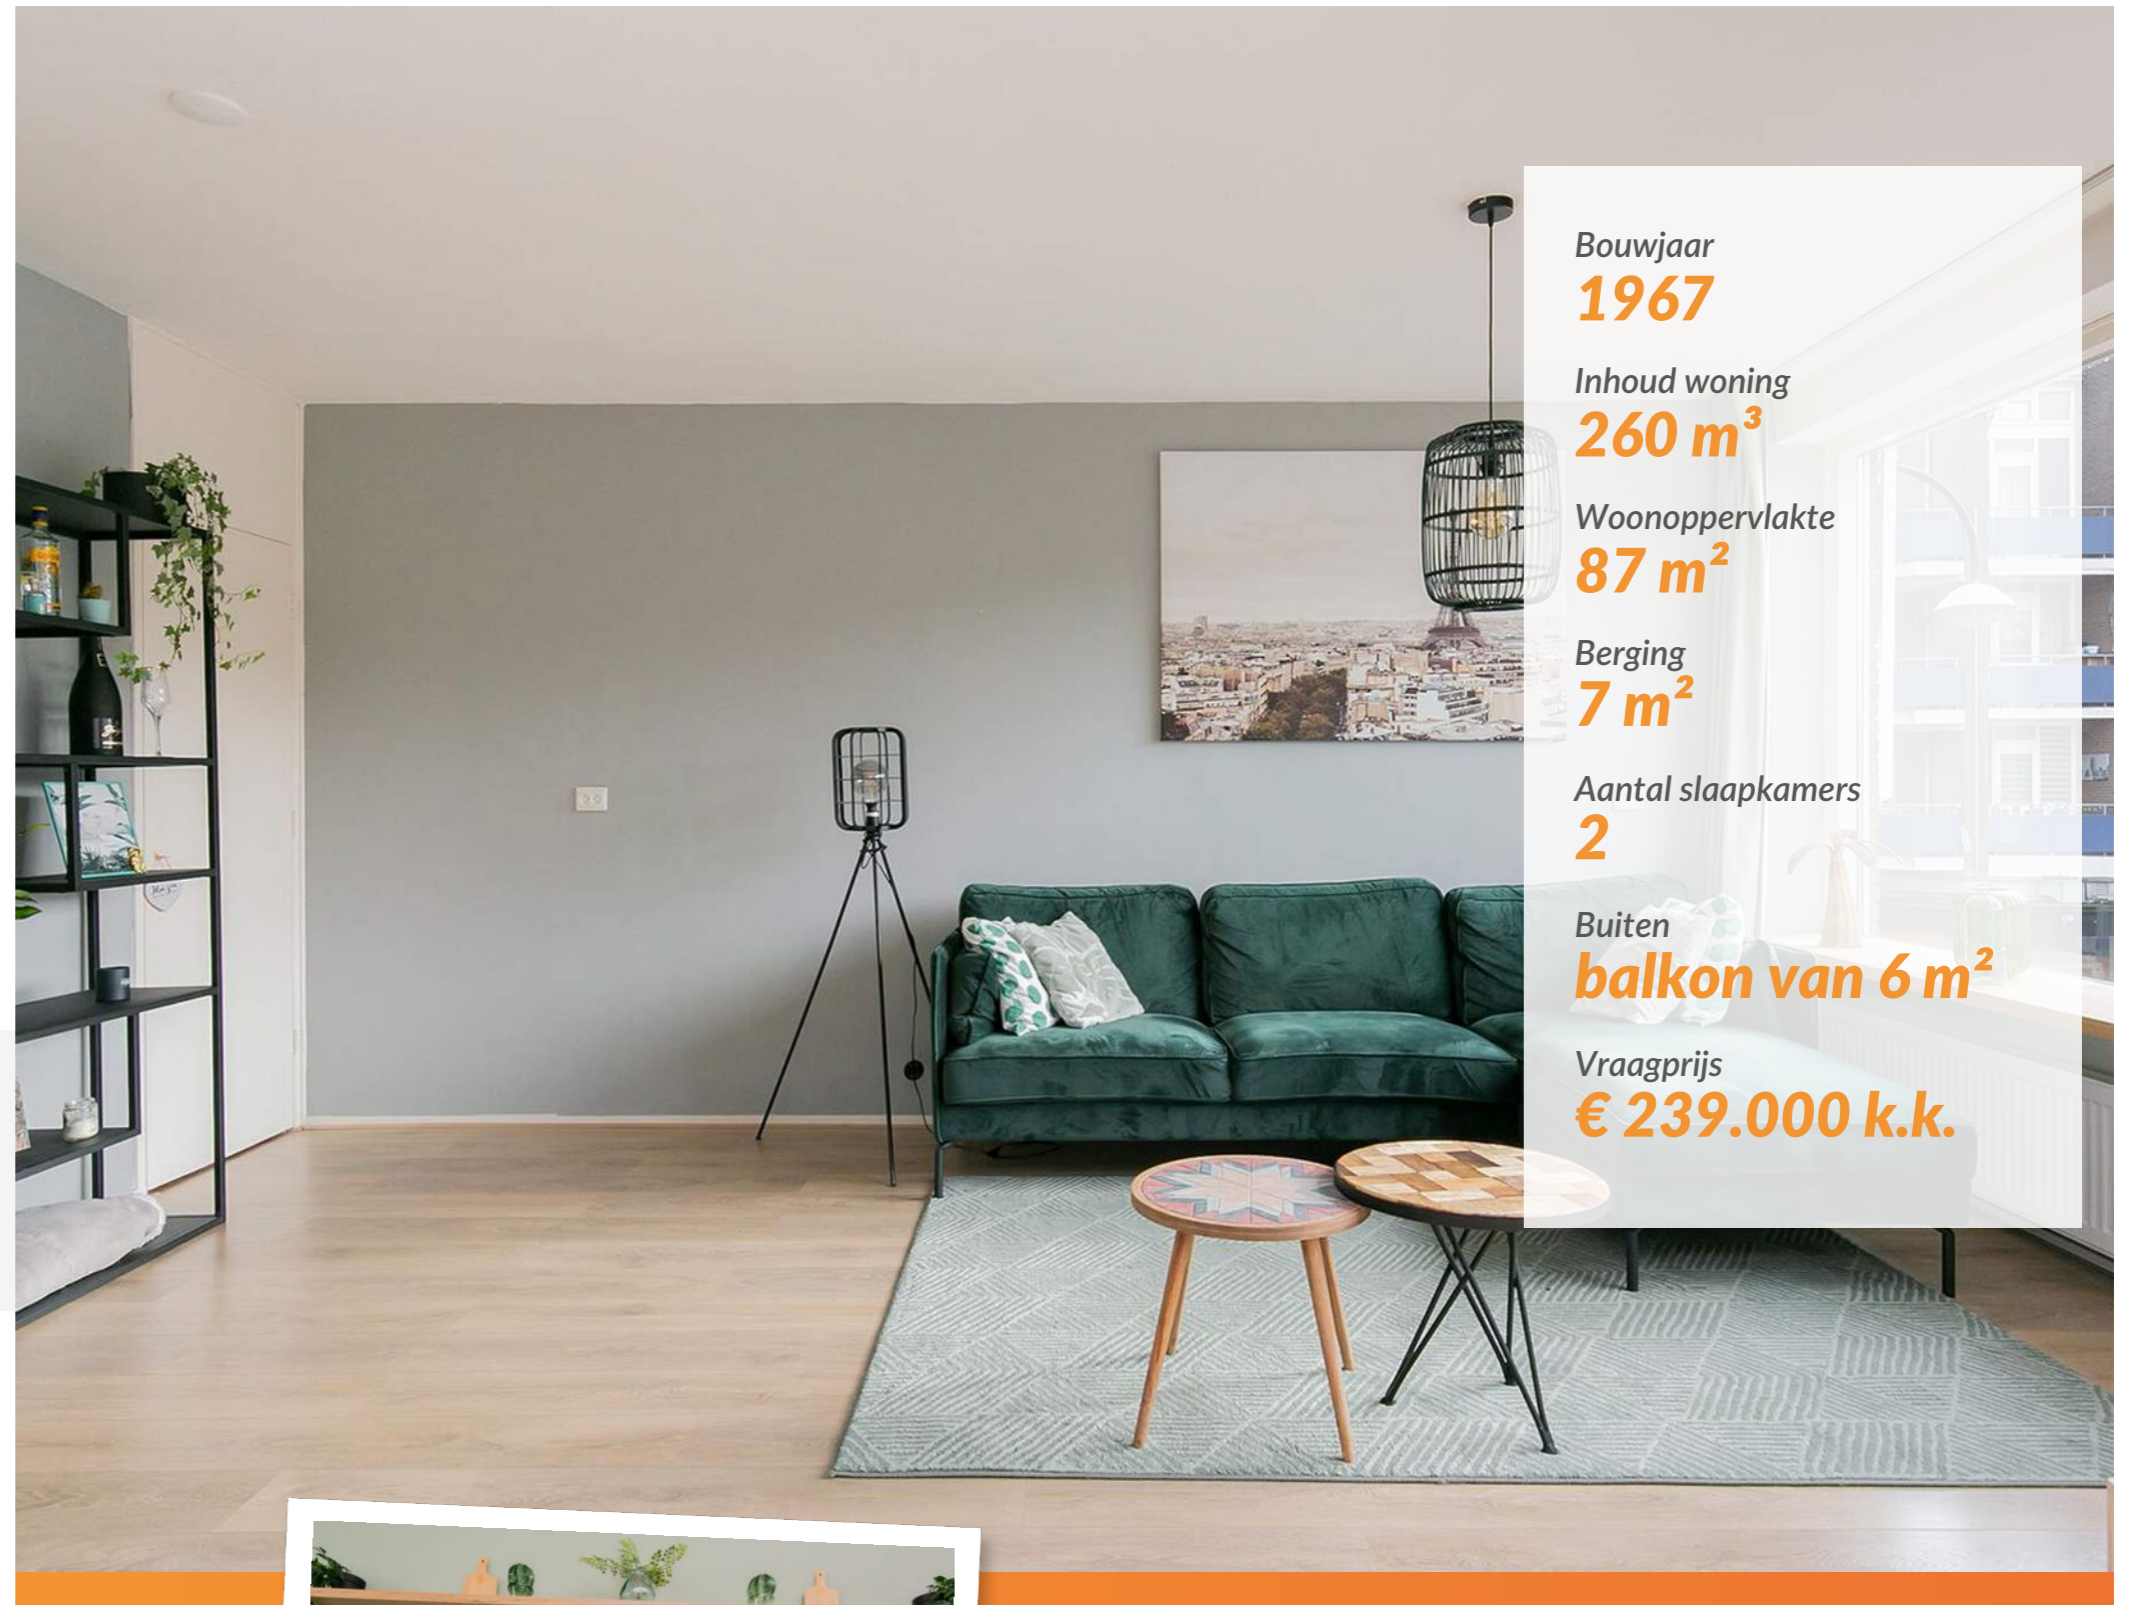 Bouwjaar
1967
Inhoud woning
260 m³
Woonoppervlakte
87 m²
Berging
7 m²
Aantal slaapkamers
2
Buiten
balkon van 6 m²
Vraagprijs
€ 239.000 k.k.